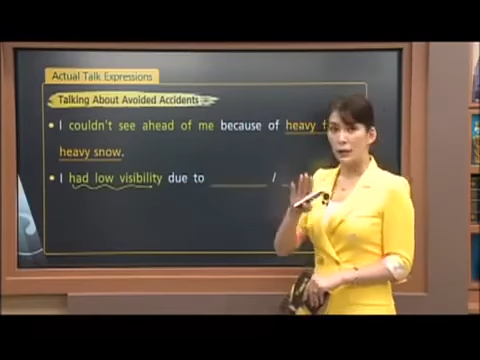 Actual Talk Expressions
Talking About Avoided Accidents
• I couldn't see ahead of me because of heavy
heavy snow.
• I had low visibility due to ________ /